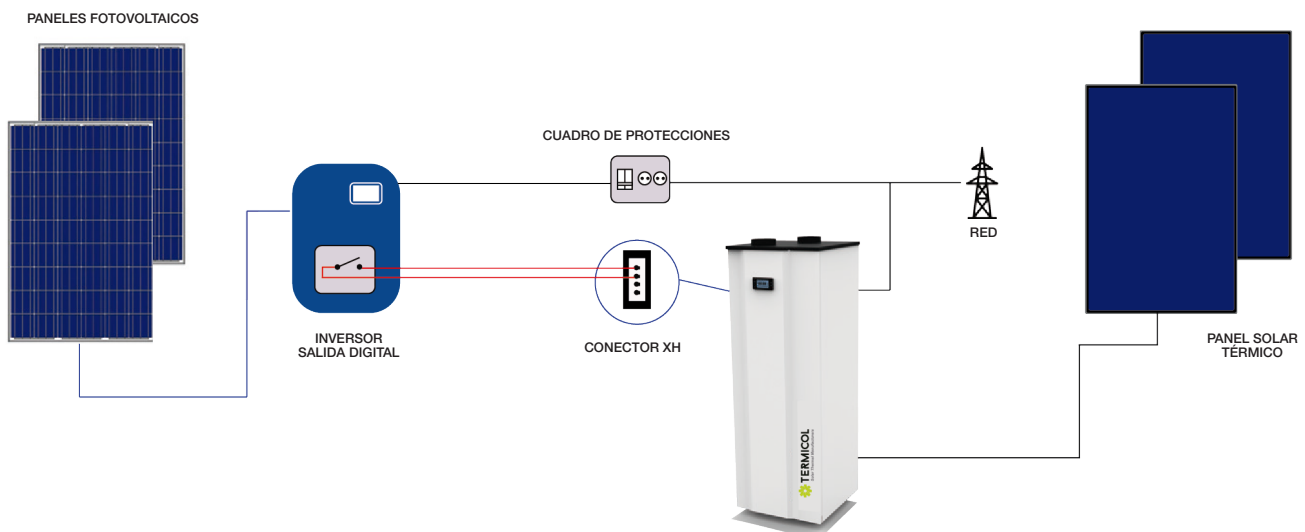 PANELES FOTOVOLTAICOS
CUADRO DE PROTECCIONES
RED
INVERSOR
SALIDA DIGITAL
CONECTOR XH
PANEL SOLAR
TÉRMICO
TERMICOL